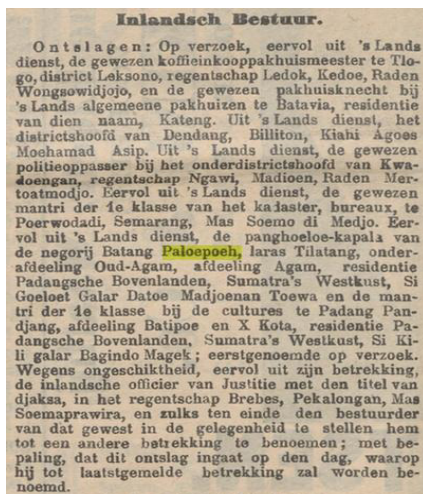 Inlandsch Bestuur.
Ontslagen: Op verzoek, eervol uit 's Lands
dienst, de gewezen koffieinkooppakhuismeester te Tlo-
go, district Leksono, regentschap Ledok, Kedoe, Raden
Wongsowidjojo, en de gewezen pakhuisknecht bij
's Lands algemeene pakhuizen te Batavia, residentie
van dien naam, Kateng. Uit 's Lands dienst, het
districtshoofd van Dendang, Billiton, Kiahi Agoes
Moehamad Asip. Uit 's Lands dienst, de gewezen
politieoppasser bij het onderdistrictshoofd van Kwa-
doengan, regentschap Ngawi, Madioen, Raden Mer-
toatmodjo. Eervol uit 's Lands dienst, de gewezen
mantri der 1e klasse van het kadaster, bureaux, te
Poerwodadi, Semarang, Mas Soemo di Medjo. Eer-
vol uit 's Lands dienst, de panghoeloe-kapala van
de negorij Batang Paloepoeh, laras Tilatang, onder-
afdeeling Oud-Agam, afdeeling Agam, residentie
Padangsche Bovenlanden, Sumatra's Westkust, Si
Goeloet Galar Datoe Madjoenan Toewa en de man-
tri der 1e klasse bij de cultures te Padang Pan-
djang, afdeeling Batipoe en X Kota, residentie Pa-
dangsche Bovenlanden, Sumatra's Westkust, Si Ki-
li galar Bagindo Magek; eerstgenoemde op verzoek.
Wegens ongeschiktheid, eervol uit zijn betrekking,
de inlandsche officier van Justitie met den titel van
djaksa, in het regentschap Brebes, Pekalongan, Mas
Soemaprawira, en zulks ten einde den bestuurder
van dat gewest in de gelegenheid te stellen hem
tot een andere betrekking te benoemen; met be-
paling, dat dit ontslag ingaat op den dag, waarop
hij tot laatstgemelde betrekking zal worden be-
noemd.